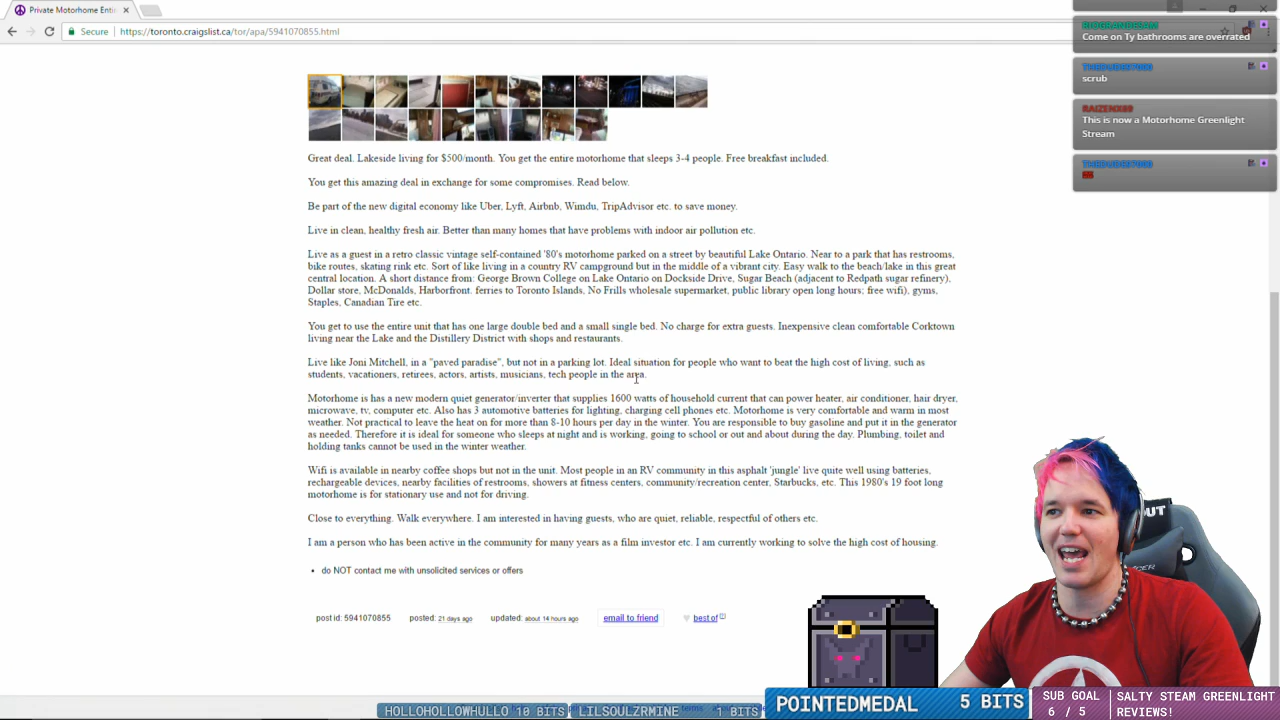 Private Motorhome Enti
Secure
https://toronto.craigslist.ca/tor/apa/5941070855.html
Great deal. Lakeside living for $500/month. You get the entire motorhome that sleeps 3-4 people. Free breakfast included.
You get this amazing deal in exchange for some compromises. Read below.
Be part of the new digital economy like Uber, Lyft, Airbnb, Wimdu, TripAdvisor etc. to save money.
Live in clean, healthy fresh air. Better than many homes that have problems with indoor air pollution etc.
Live as a guest in a retro classic vintage self-contained '80's motorhome parked on a street by beautiful Lake Ontario. Near to a park that has restrooms,
bike routes, skating rink etc. Sort of like living in a country RV campground but in the middle of a vibrant city. Easy walk to the beach/lake in this great
central location. A short distance from: George Brown College on Lake Ontario on Dockside Drive, Sugar Beach (adjacent to Redpath sugar refinery),
Dollar store, McDonalds, Harborfront. ferries to Toronto Islands, No Frills wholesale supermarket, public library open long hours; free wifi), gyms,
Staples, Canadian Tire etc.
You get to use the entire unit that has one large double bed and a small single bed. No charge for extra guests. Inexpensive clean comfortable Corktown
living near the Lake and the Distillery District with shops and restaurants.
Live like Joni Mitchell, in a "paved paradise", but not in a parking lot. Ideal situation for people who want to beat the high cost of living, such as
students, vacationers, retirees, actors, artists, musicians, tech people in the area.
Motorhome is has a new modern quiet generator/inverter that supplies 1600 watts of household current that can power heater, air conditioner, hair dryer,
microwave, tv, computer etc. Also has 3 automotive batteries for lighting, charging cell phones etc. Motorhome is very comfortable and warm in most
weather. Not practical to leave the heat on for more than 8-10 hours per day in the winter. You are responsible to buy gasoline and put it in the generator
as needed. Therefore it is ideal for someone who sleeps at night and is working, going to school or out and about during the day. Plumbing, toilet and
holding tanks cannot be used in the winter weather.
Wifi is available in nearby coffee shops but not in the unit. Most people in an RV community in this asphalt 'jungle' live quite well using batteries,
rechargeable devices, nearby facilities of restrooms, showers at fitness centers, community/recreation center, Starbucks, etc. This 1980's 19 foot long
motorhome is for stationary use and not for driving.
Close to everything. Walk everywhere. I am interested in having guests, who are quiet, reliable, respectful of others etc.
I am a person who has been active in the community for many years as a film investor etc. I am currently working to solve the high cost of housing.
• do NOT contact me with unsolicited services or offers
post id: 5941070855 posted: 21 days ago updated: about 14 hours ago email to friend best of [?]
Come on Ty bathrooms are overrated
scrub
RAIZENX89
This is now a Motorhome Greenlight
Stream
HOLLOHOLLOWHULLO 10 BITS LILSOULZRMINE 1 BITS
POINTEDMEDAL 5 BITS
SUB GOAL
6 / 5
SALTY STEAM GREENLIGHT
REVIEWS!